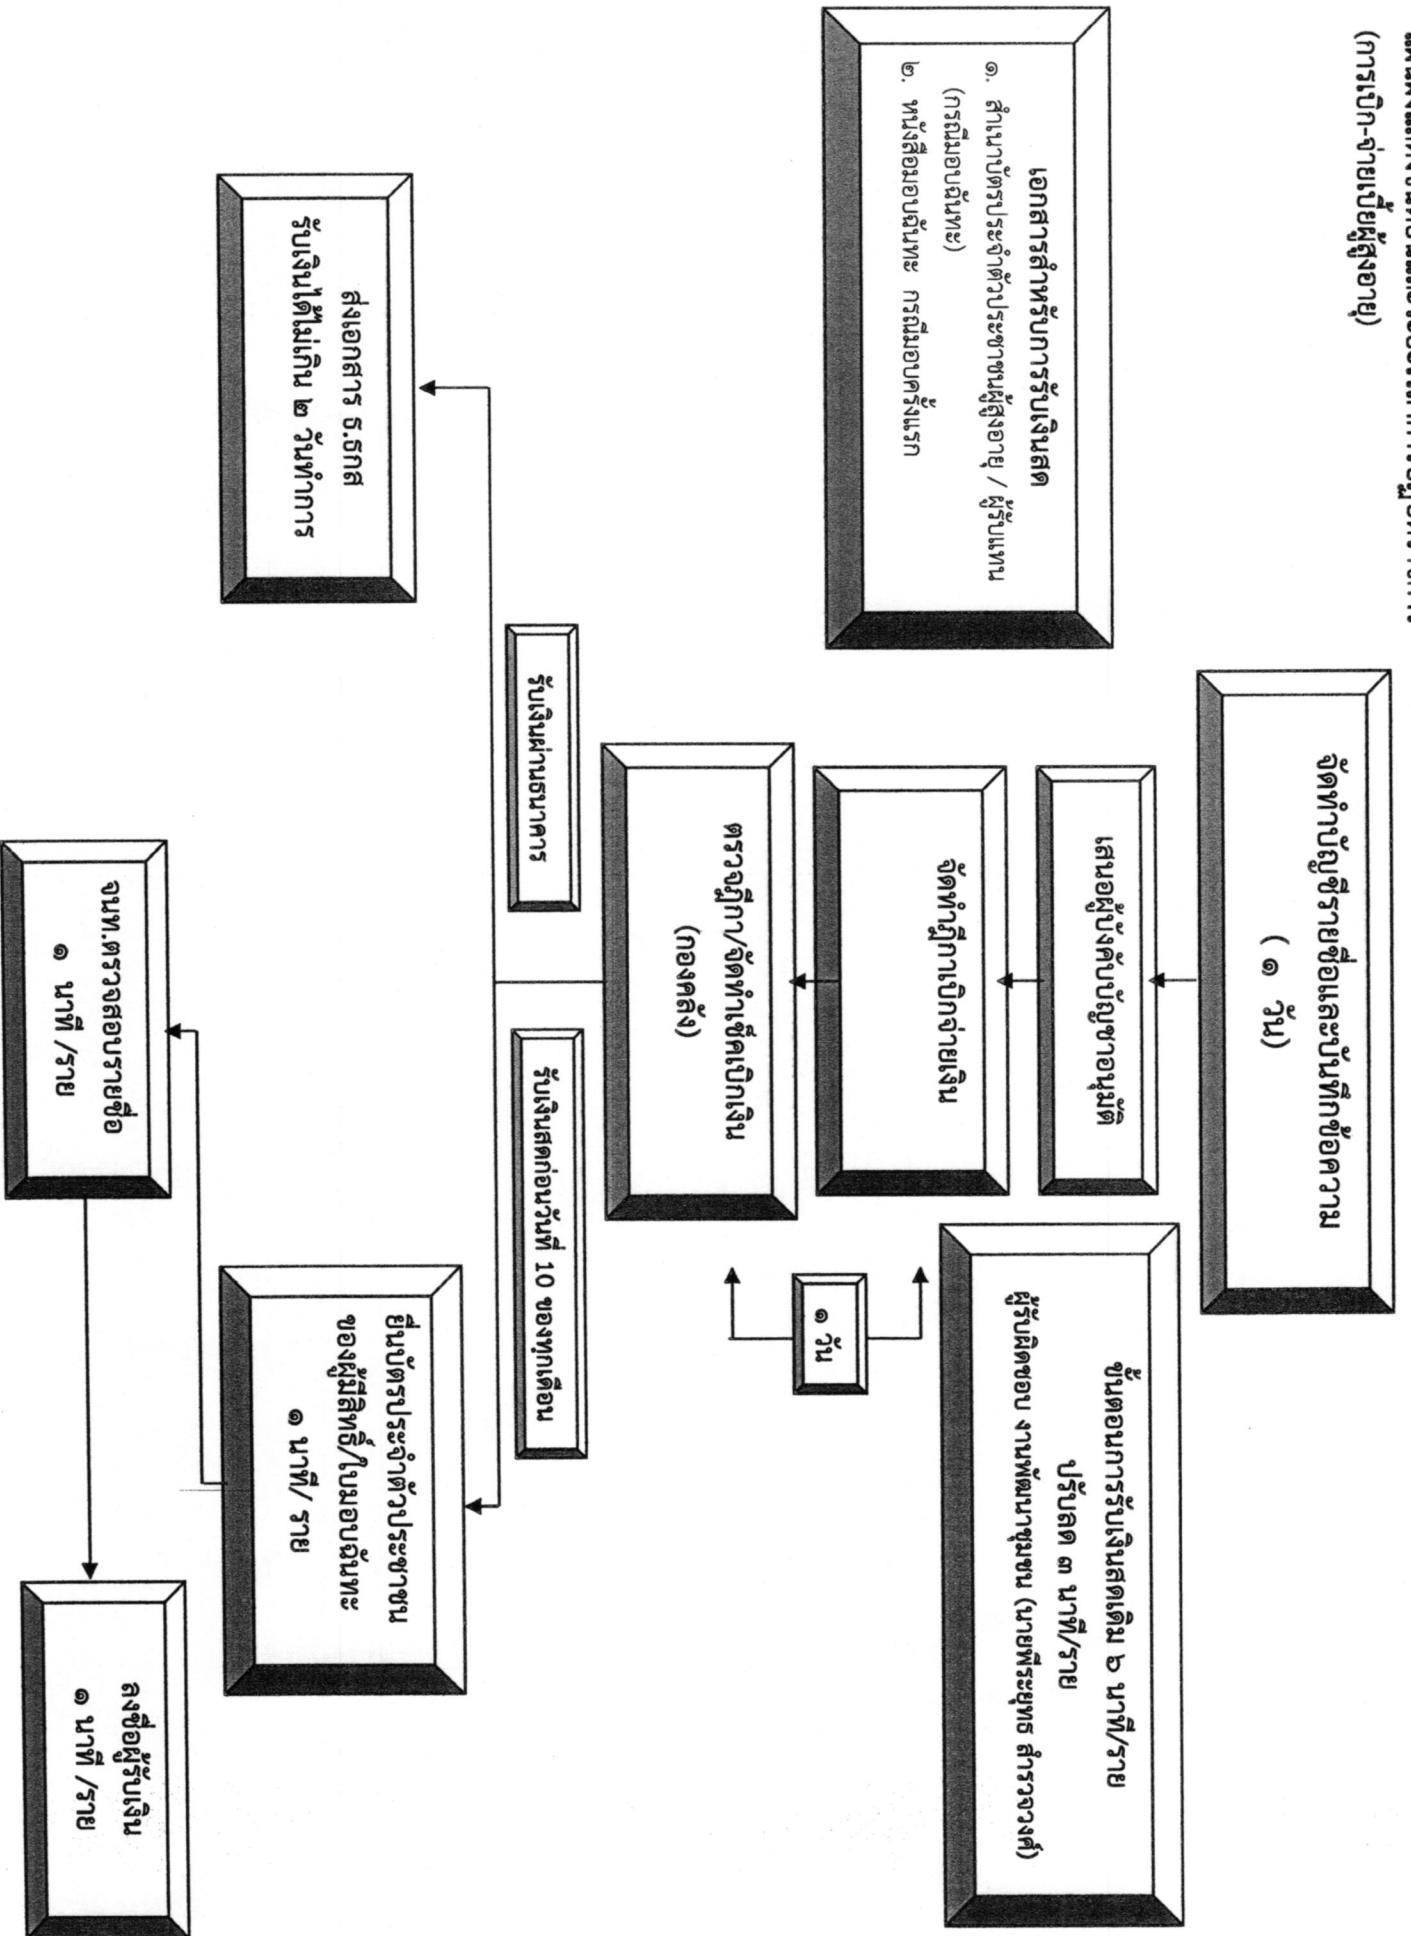 (การเบิก-จ่ายเบี้ยผู้สูงอายุ)
จัดทำบัญชีรายชื่อและบันทึกข้อความ
( ๑ วัน)
เอกสารสำหรับการรับเงินสด
๑. สำเนาบัตรประจำตัวประชาชนผู้สูงอายุ / ผู้รับแทน
(กรณีมอบฉันทะ)
๒. หนังสือมอบฉันทะ กรณีมอบครั้งแรก
เสนอผู้บังคับบัญชาอนุมัติ
ขั้นตอนการรับเงินสดเดิม ๖ นาที/ราย
ปรับลด ๓ นาที/ราย
ผู้รับผิดชอบ งานพัฒนาชุมชน (นายพีระยุทธ สำรวจวงศ์)
จัดทำฎีกาเบิกจ่ายเงิน
๑ วัน
ตรวจฎีกา/จัดทำเช็คเบิกเงิน
(กองคลัง)
รับเงินผ่านธนาคาร
รับเงินสดก่อนวันที่ 10 ของทุกเดือน
ส่งเอกสาร ธ.ธกส
รับเงินได้ไม่เกิน ๒ วันทำการ
ยื่นบัตรประจำตัวประชาชน
ของผู้มีสิทธิ์/ใบมอบฉันทะ
๑ นาที/ ราย
จนท.ตรวจสอบรายชื่อ
๑ นาที /ราย
ลงชื่อผู้รับเงิน
๑ นาที /ราย